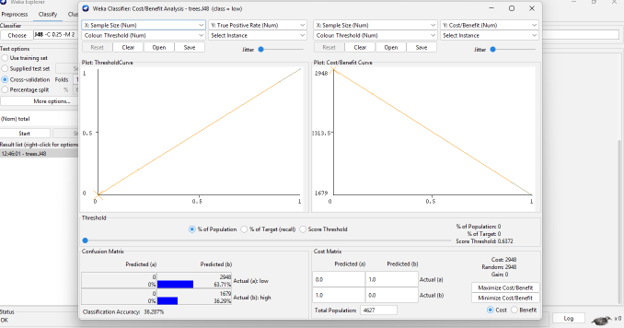 Weka Explorer
Weka Classifier: Cost/Benefit Analysis - trees.J48 (class = low)
Preprocess Classify Clus
Classifier
Choose J48 -C 0.25 -M 2
Test options
Use training set
Supplied test set
Cross-validation Folds
Percentage split %
More options...
(Nom) total
Start
Result list (right-click for options)
12:46:01 - trees.J48
Status
OK
X: Sample Size (Num) Y: True Positive Rate (Num)
Colour: Threshold (Num) Select Instance
Reset Clear Open Save Jitter
Plot: ThresholdCurve
1
0.5
0
0 0.5 1
X: Sample Size (Num) Y: Cost/Benefit (Num)
Colour: Threshold (Num) Select Instance
Reset Clear Open Save Jitter
Plot: Cost/Benefit Curve
2948
2313.5
1679
0 0.5 1
Threshold
% of Population % of Target (recall) Score Threshold
% of Population: 0
% of Target: 0
Score Threshold: 0.6372
Confusion Matrix
Predicted (a) Predicted (b)
0 2948
0% 63.71% Actual (a): low
0 1679
0% 36.29% Actual (b): high
Classification Accuracy: 36.287%
Cost Matrix
Predicted (a) Predicted (b)
0.0 1.0 Actual (a)
1.0 0.0 Actual (b)
Total Population: 4627
Cost: 2948
Random: 2948
Gain: 0
Maximize Cost/Benefit
Minimize Cost/Benefit
Cost Benefit
Log x 0